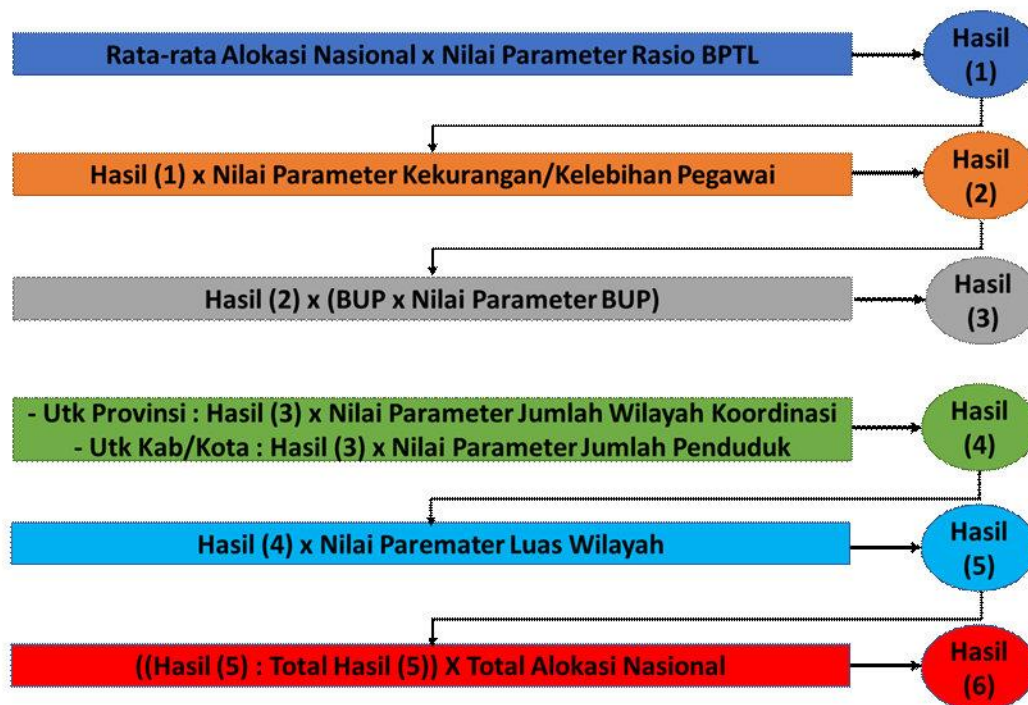 Rata-rata Alokasi Nasional x Nilai Parameter Rasio BPTL
Hasil
(1)
Hasil (1) x Nilai Parameter Kekurangan/Kelebihan Pegawai
Hasil
(2)
Hasil (2) x (BUP x Nilai Parameter BUP)
Hasil
(3)
- Utk Provinsi : Hasil (3) x Nilai Parameter Jumlah Wilayah Koordinasi
- Utk Kab/Kota : Hasil (3) x Nilai Parameter Jumlah Penduduk
Hasil
(4)
Hasil (4) x Nilai Paremater Luas Wilayah
Hasil
(5)
((Hasil (5) : Total Hasil (5)) X Total Alokasi Nasional
Hasil
(6)